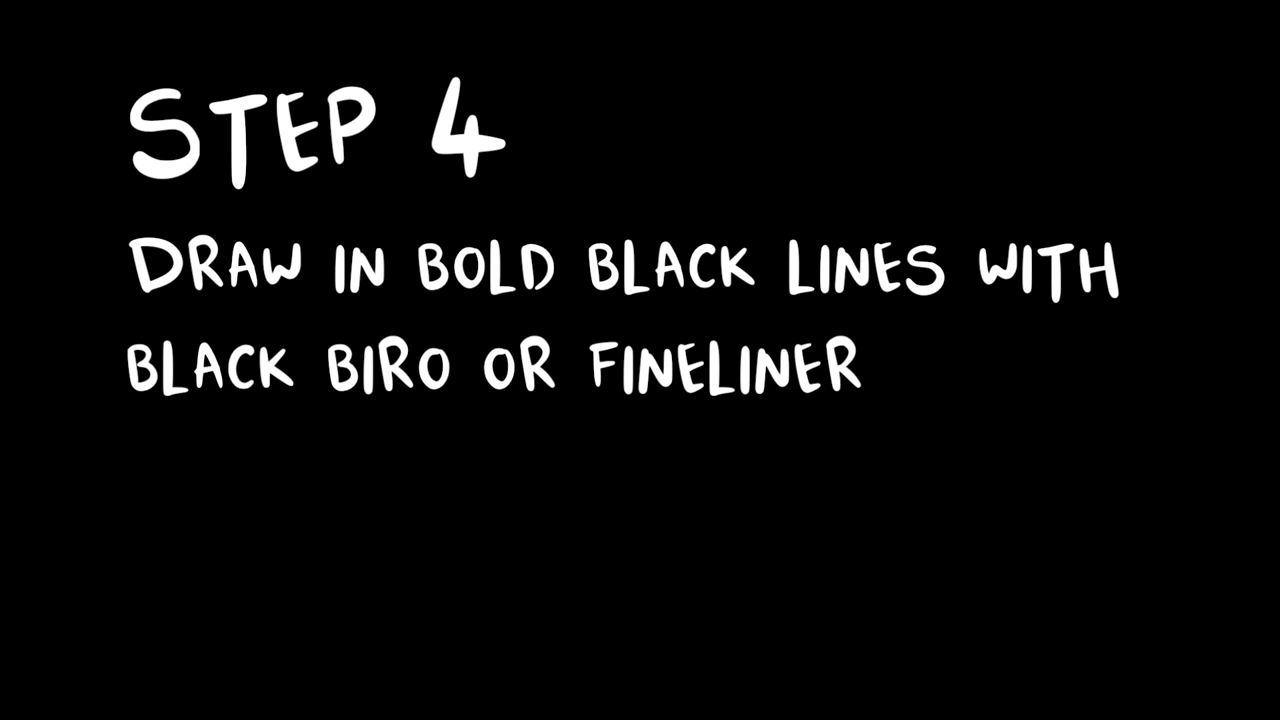 STEP 4
DRAW IN BOLD BLACK LINES WITH
BLACK BIRO OR FINELINER